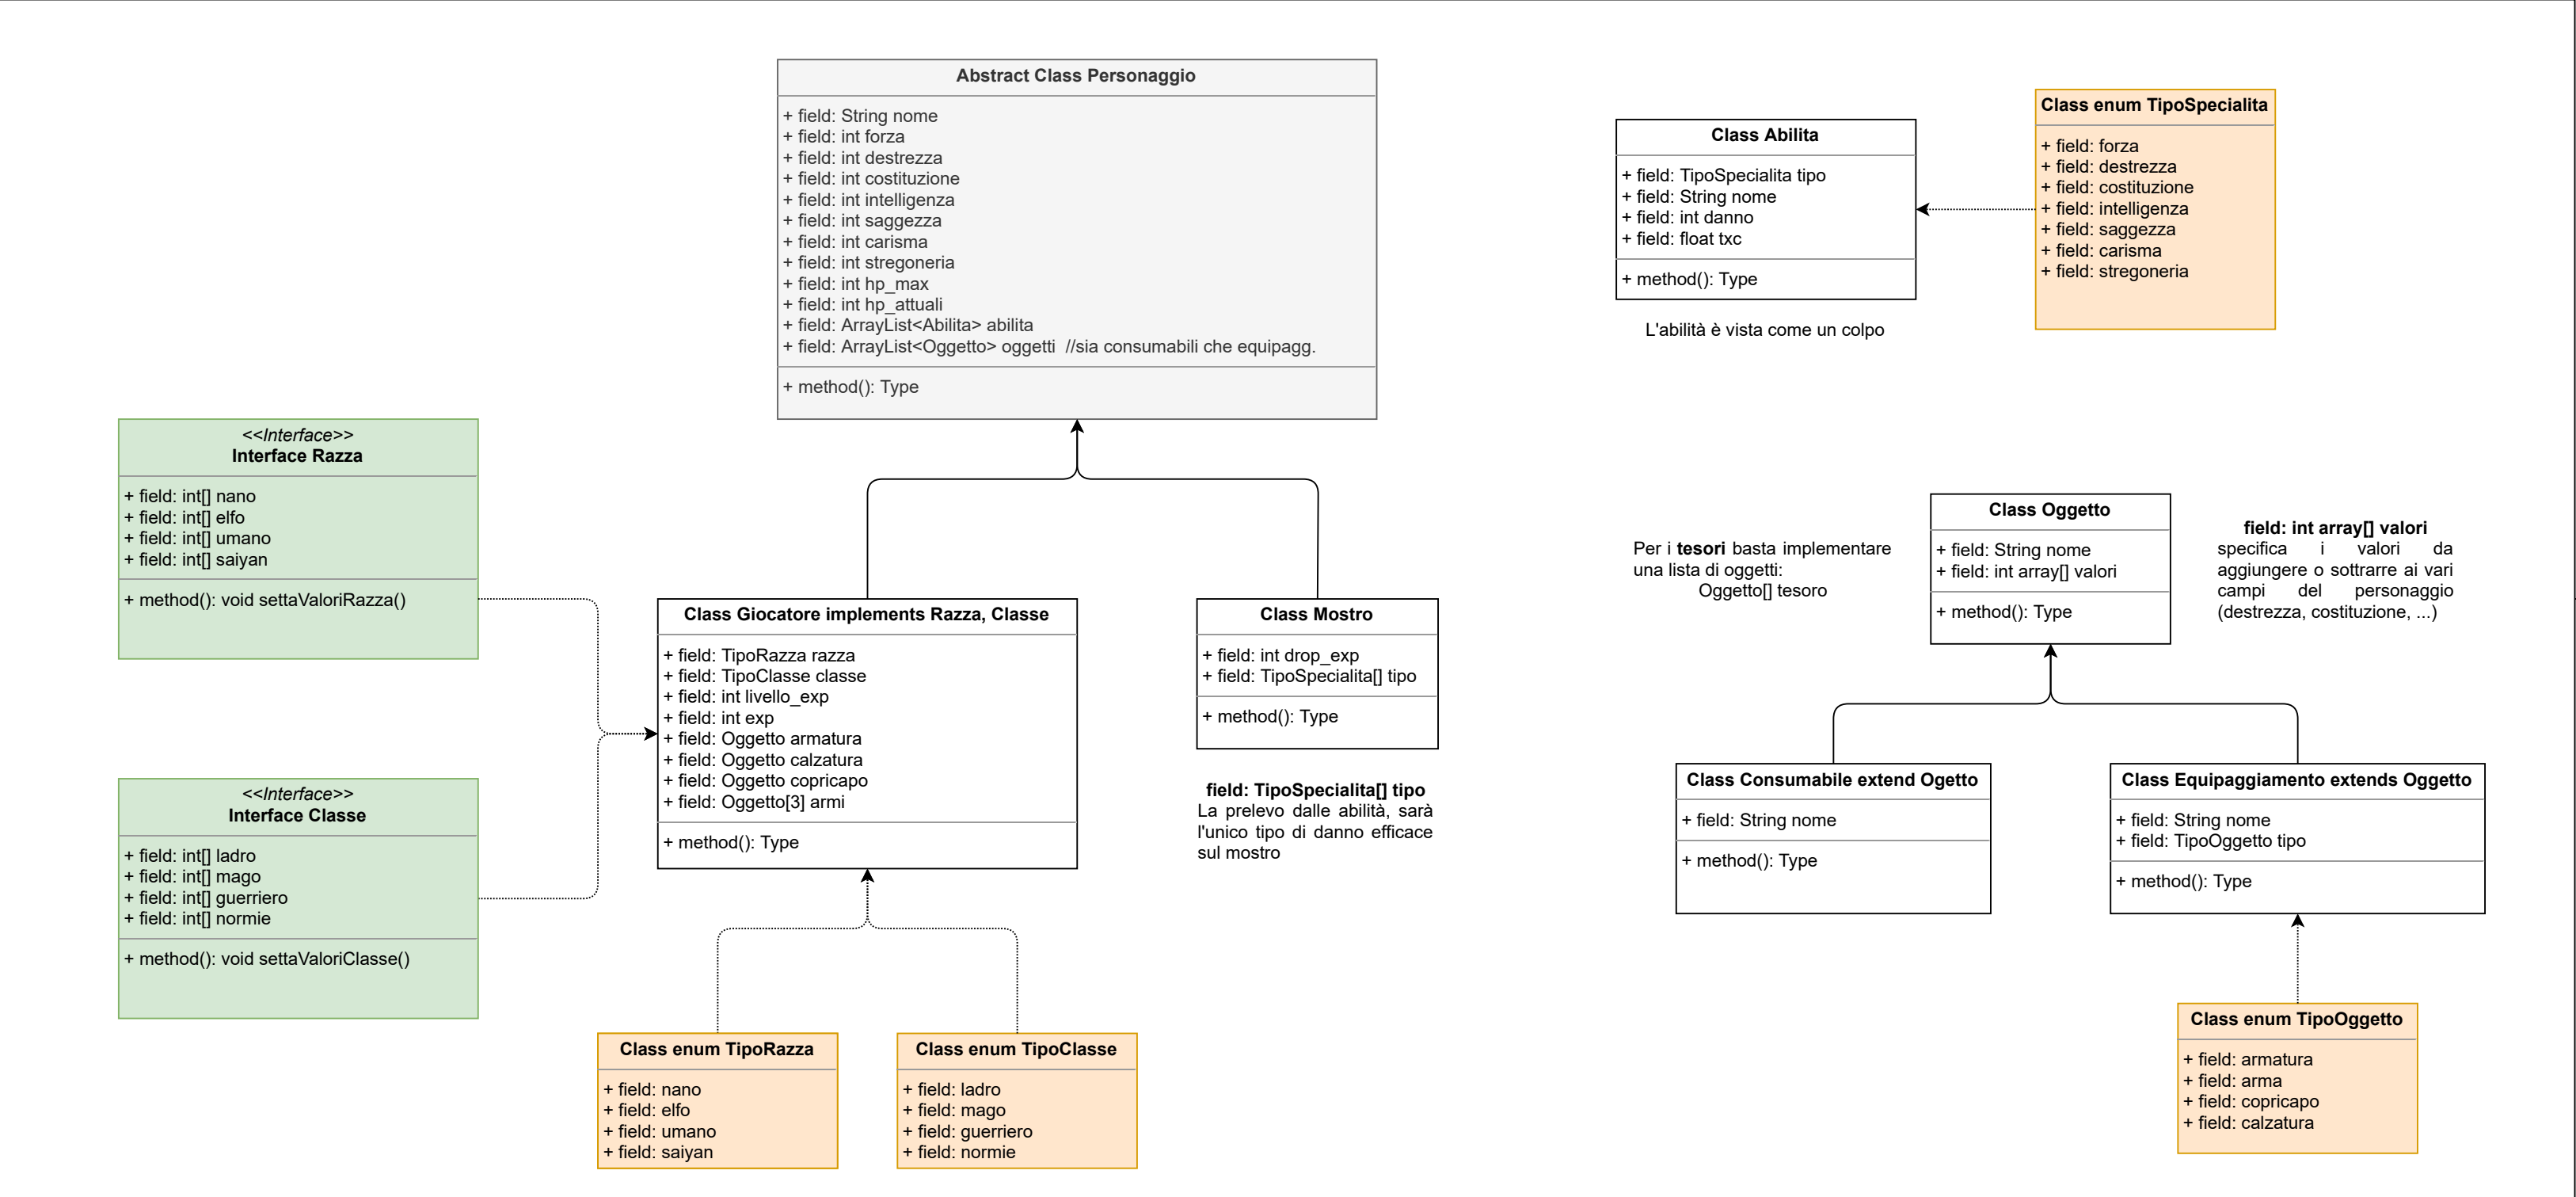 Abstract Class Personaggio
+ field: String nome
+ field: int forza
+ field: int destrezza
+ field: int costituzione
+ field: int intelligenza
+ field: int saggezza
+ field: int carisma
+ field: int stregoneria
+ field: int hp_max
+ field: int hp_attuali
+ field: ArrayList<Abilita> abilita
+ field: ArrayList<Oggetto> oggetti  //sia consumabili che equipagg.
+ method(): Type
Class Abilita
+ field: TipoSpecialita tipo
+ field: String nome
+ field: int danno
+ field: float txc
+ method(): Type
L'abilità è vista come un colpo
Class enum TipoSpecialita
+ field: forza
+ field: destrezza
+ field: costituzione
+ field: intelligenza
+ field: saggezza
+ field: carisma
+ field: stregoneria
<<Interface>>
Interface Razza
+ field: int[] nano
+ field: int[] elfo
+ field: int[] umano
+ field: int[] saiyan
+ method(): void settaValoriRazza()
<<Interface>>
Interface Classe
+ field: int[] ladro
+ field: int[] mago
+ field: int[] guerriero
+ field: int[] normie
+ method(): void settaValoriClasse()
Class Giocatore implements Razza, Classe
+ field: TipoRazza razza
+ field: TipoClasse classe
+ field: int livello_exp
+ field: int exp
+ field: Oggetto armatura
+ field: Oggetto calzatura
+ field: Oggetto copricapo
+ field: Oggetto[3] armi
+ method(): Type
Class Mostro
+ field: int drop_exp
+ field: TipoSpecialita[] tipo
+ method(): Type
field: TipoSpecialita[] tipo
La prelevo dalle abilità, sarà
l'unico tipo di danno efficace
sul mostro
Class enum TipoRazza
+ field: nano
+ field: elfo
+ field: umano
+ field: saiyan
Class enum TipoClasse
+ field: ladro
+ field: mago
+ field: guerriero
+ field: normie
Per i tesori basta implementare
una lista di oggetti:
Oggetto[] tesoro
Class Oggetto
+ field: String nome
+ field: int array[] valori
+ method(): Type
field: int array[] valori
specifica i valori da
aggiungere o sottrarre ai vari
campi del personaggio
(destrezza, costituzione, ...)
Class Consumabile extend Ogetto
+ field: String nome
+ method(): Type
Class Equipaggiamento extends Oggetto
+ field: String nome
+ field: TipoOggetto tipo
+ method(): Type
Class enum TipoOggetto
+ field: armatura
+ field: arma
+ field: copricapo
+ field: calzatura